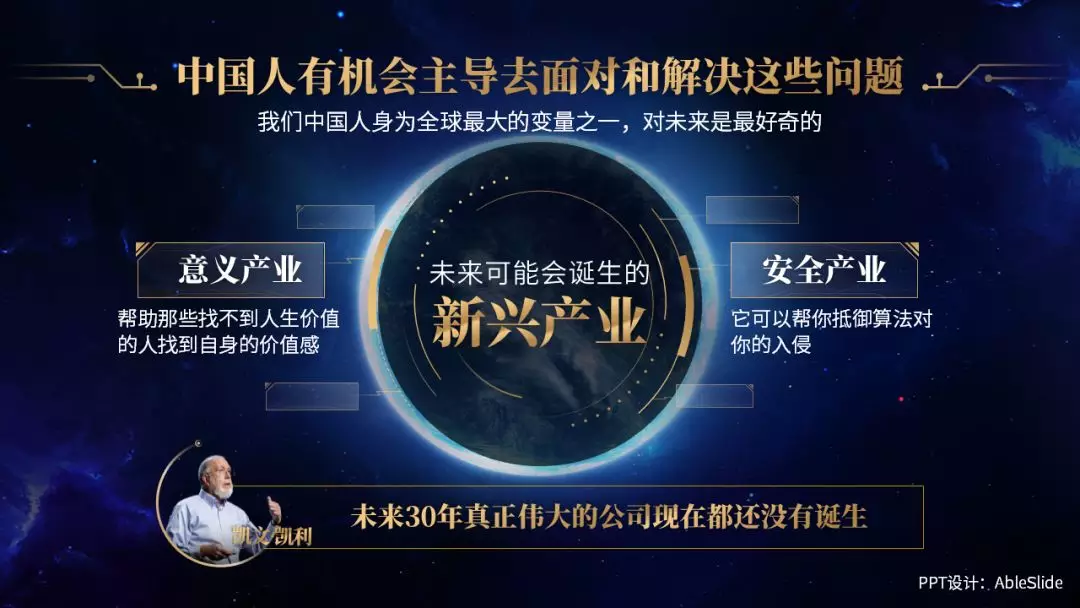 中国人有机会主导去面对和解决这些问题
我们中国人身为全球最大的变量之一，对未来是最好奇的
意义产业
帮助那些找不到人生价值
的人找到自身的价值感
未来可能会诞生的
新兴产业
安全产业
它可以帮你抵御算法对
你的入侵
凯文·凯利
未来30年真正伟大的公司现在都还没有诞生
PPT设计：AbleSlide